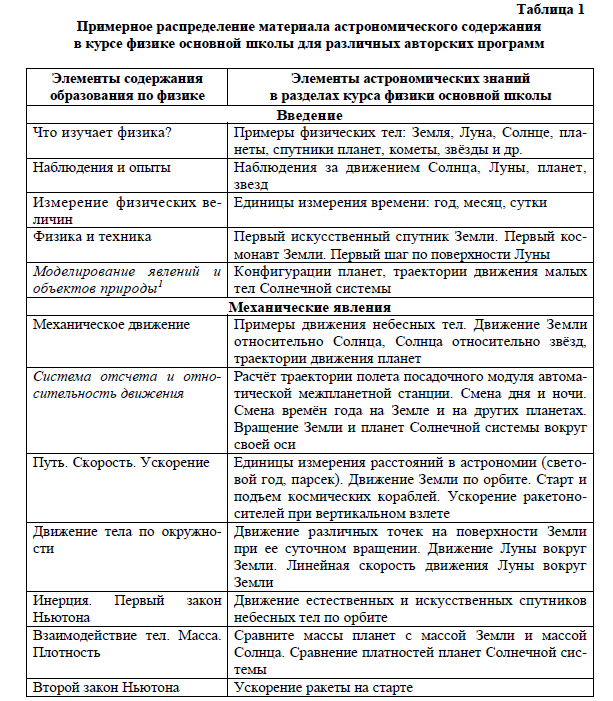 Таблица 1
Примерное распределение материала астрономического содержания
в курсе физике основной школы для различных авторских программ
Элементы содержания
образования по физике
Элементы астрономических знаний
в разделах курса физики основной школы
Введение
Что изучает физика?
Примеры физических тел: Земля, Луна, Солнце, пла-
неты, спутники планет, кометы, звёзды и др.
Наблюдения и опыты
Наблюдения за движением Солнца, Луны, планет,
звезд
Измерение физических ве-
личин
Единицы измерения времени: год, месяц, сутки
Физика и техника
Первый искусственный спутник Земли. Первый кос-
монавт Земли. Первый шаг по поверхности Луны
Моделирование явлений и
объектов природы1
Конфигурации планет, траектории движения малых
тел Солнечной системы
Механические явления
Механическое движение
Примеры движения небесных тел. Движение Земли
относительно Солнца, Солнца относительно звёзд,
траектории движения планет
Система отсчета и отно-
сительность движения
Расчёт траектории полета посадочного модуля автома-
тической межпланетной станции. Смена дня и ночи.
Смена времён года на Земле и на других планетах.
Вращение Земли и планет Солнечной системы вокруг
своей оси
Путь. Скорость. Ускорение
Единицы измерения расстояний в астрономии (свето-
вой год, парсек). Движение Земли по орбите. Старт и
подъем космических кораблей. Ускорение ракетоно-
сителей при вертикальном взлете
Движение тела по окружно-
сти
Движение различных точек на поверхности Земли
при ее суточном вращении. Движение Луны вокруг
Земли. Линейная скорость движения Луны вокруг
Земли
Инерция. Первый закон
Ньютона
Движение естественных и искусственных спутников
небесных тел по орбите
Взаимодействие тел. Масса.
Плотность
Сравните массы планет с массой Земли и массой
Солнца. Сравнение платностей планет Солнечной сис-
темы
Второй закон Ньютона
Ускорение ракеты на старте